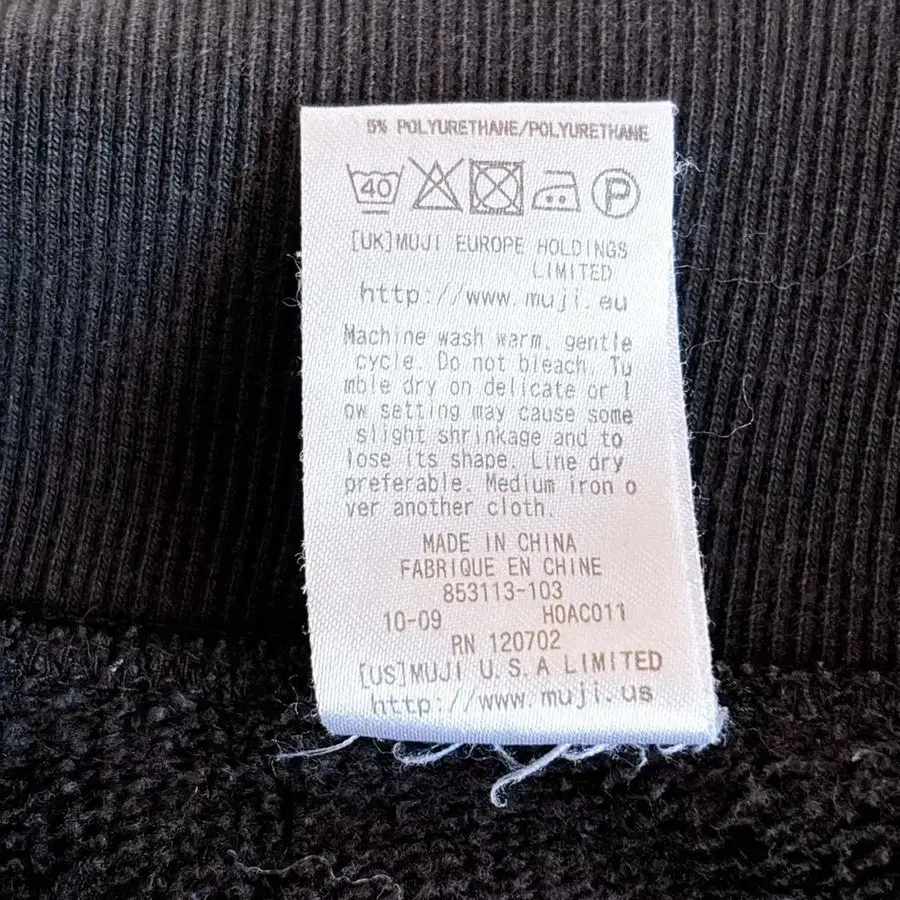 5% POLYURETHANE/POLYURETHANE
40 P
[UK]MUJI EUROPE HOLDINGS
LIMITED
http://www.muji.eu
Machine wash warm, gentle
cycle. Do not bleach. Tu
mble dry on delicate or l
ow setting may cause some
slight shrinkage and to
lose its shape. Line dry
preferable. Medium iron o
ver another cloth.
MADE IN CHINA
FABRIQUE EN CHINE
853113-103
10-09 HOAC011
RN 120702
[US]MUJI U.S.A LIMITED
http://www.muji.us